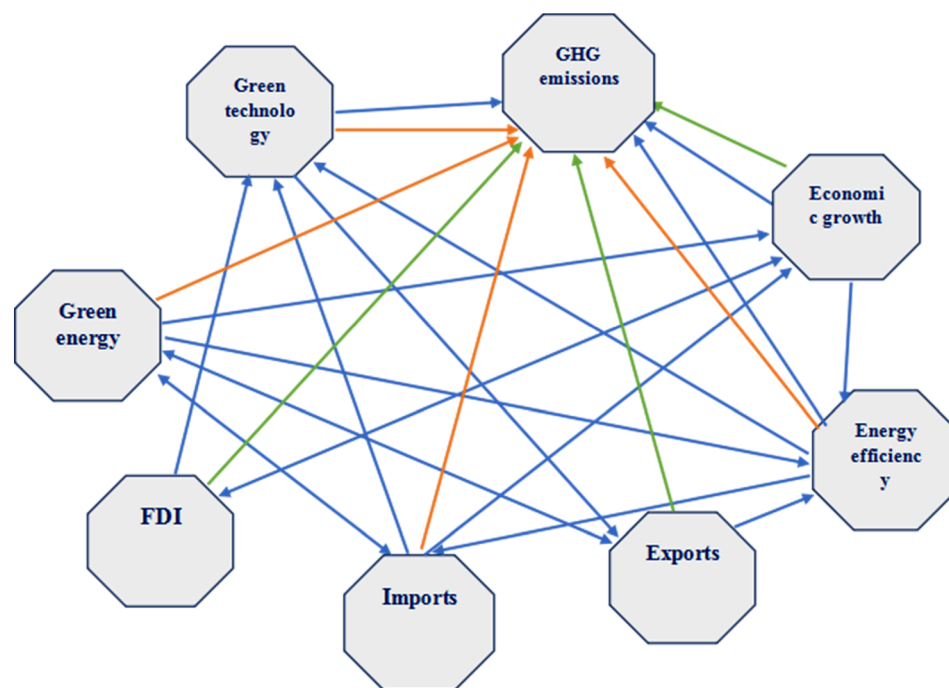 GHG
emissions
Green
technolo
gy
Economi
c growth
Green
energy
Energy
efficienc
y
FDI
Exports
Imports